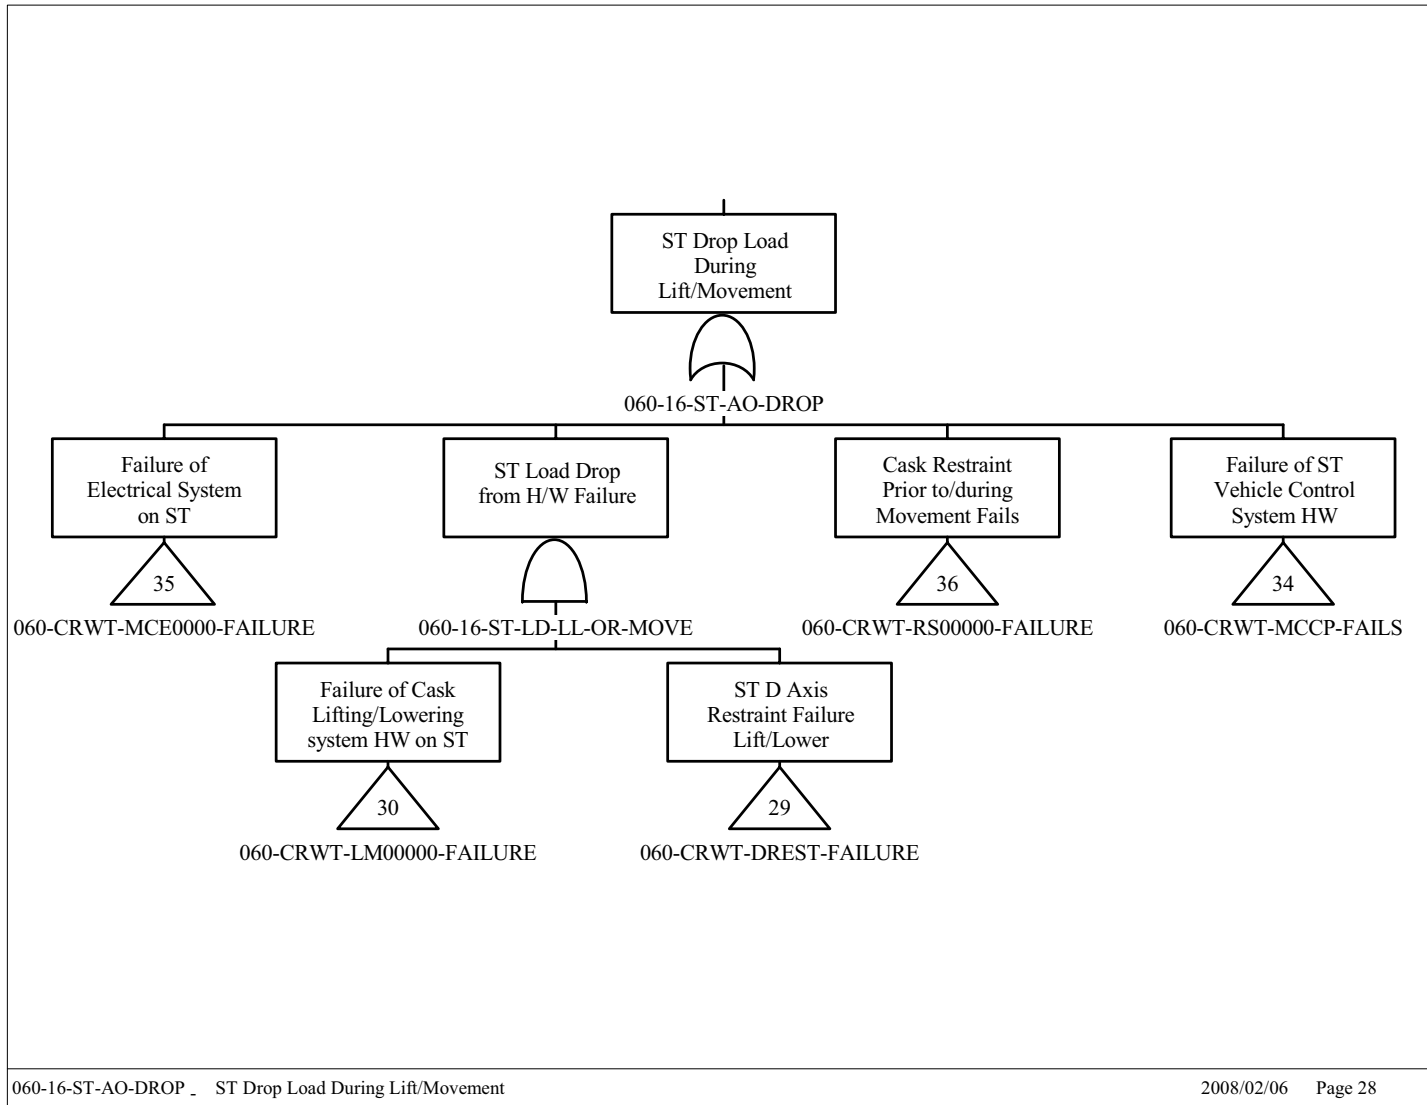 ST Drop Load
During
Lift/Movement
060-16-ST-AO-DROP
Failure of
Electrical System
on ST
35
060-CRWT-MCE0000-FAILURE
ST Load Drop
from H/W Failure
060-16-ST-LD-LL-OR-MOVE
Cask Restraint
Prior to/during
Movement Fails
36
060-CRWT-RS00000-FAILURE
Failure of ST
Vehicle Control
System HW
34
060-CRWT-MCCP-FAILS
Failure of Cask
Lifting/Lowering
system HW on ST
30
060-CRWT-LM00000-FAILURE
ST D Axis
Restraint Failure
Lift/Lower
29
060-CRWT-DREST-FAILURE
060-16-ST-AO-DROP - ST Drop Load During Lift/Movement 2008/02/06 Page 28